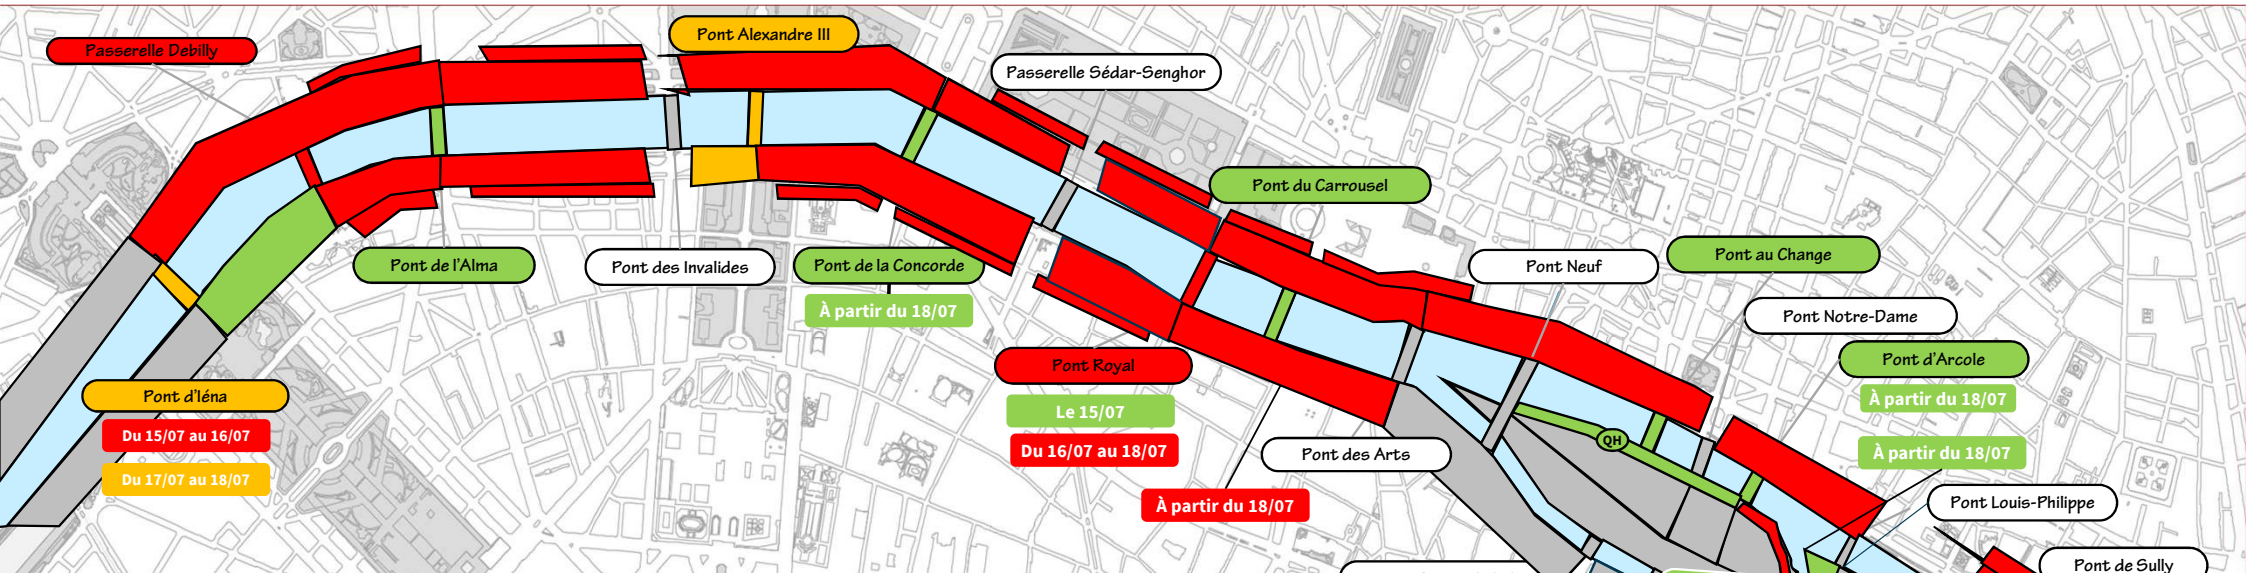 Passerelle Debilly
Pont Alexandre III
Passerelle Sédar-Senghor
Pont du Carrousel
Pont de l'Alma
Pont des Invalides
Pont de la Concorde
À partir du 18/07
Pont Neuf
Pont au Change
Pont Notre-Dame
Pont d'Arcole
À partir du 18/07
Pont d'Iéna
Du 15/07 au 16/07
Du 17/07 au 18/07
Pont Royal
Le 15/07
Du 16/07 au 18/07
À partir du 18/07
Pont des Arts
QH
À partir du 18/07
Pont Louis-Philippe
Pont de Sully